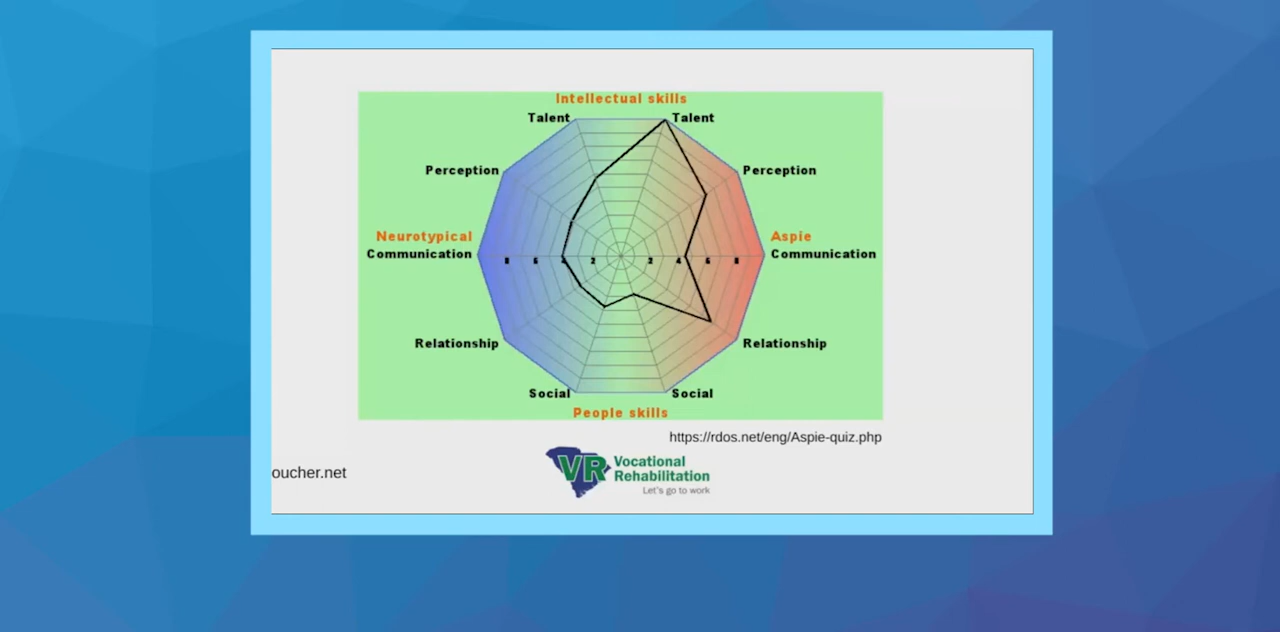 Intellectual skills
Talent Talent
Perception Perception
Neurotypical Aspie
Communication Communication
8 6 4 2 2 4 6 8
Relationship Relationship
Social Social
People skills
https://rdos.net/eng/Aspie-quiz.php
VR Vocational
Rehabilitation
Let's go to work
oucher.net